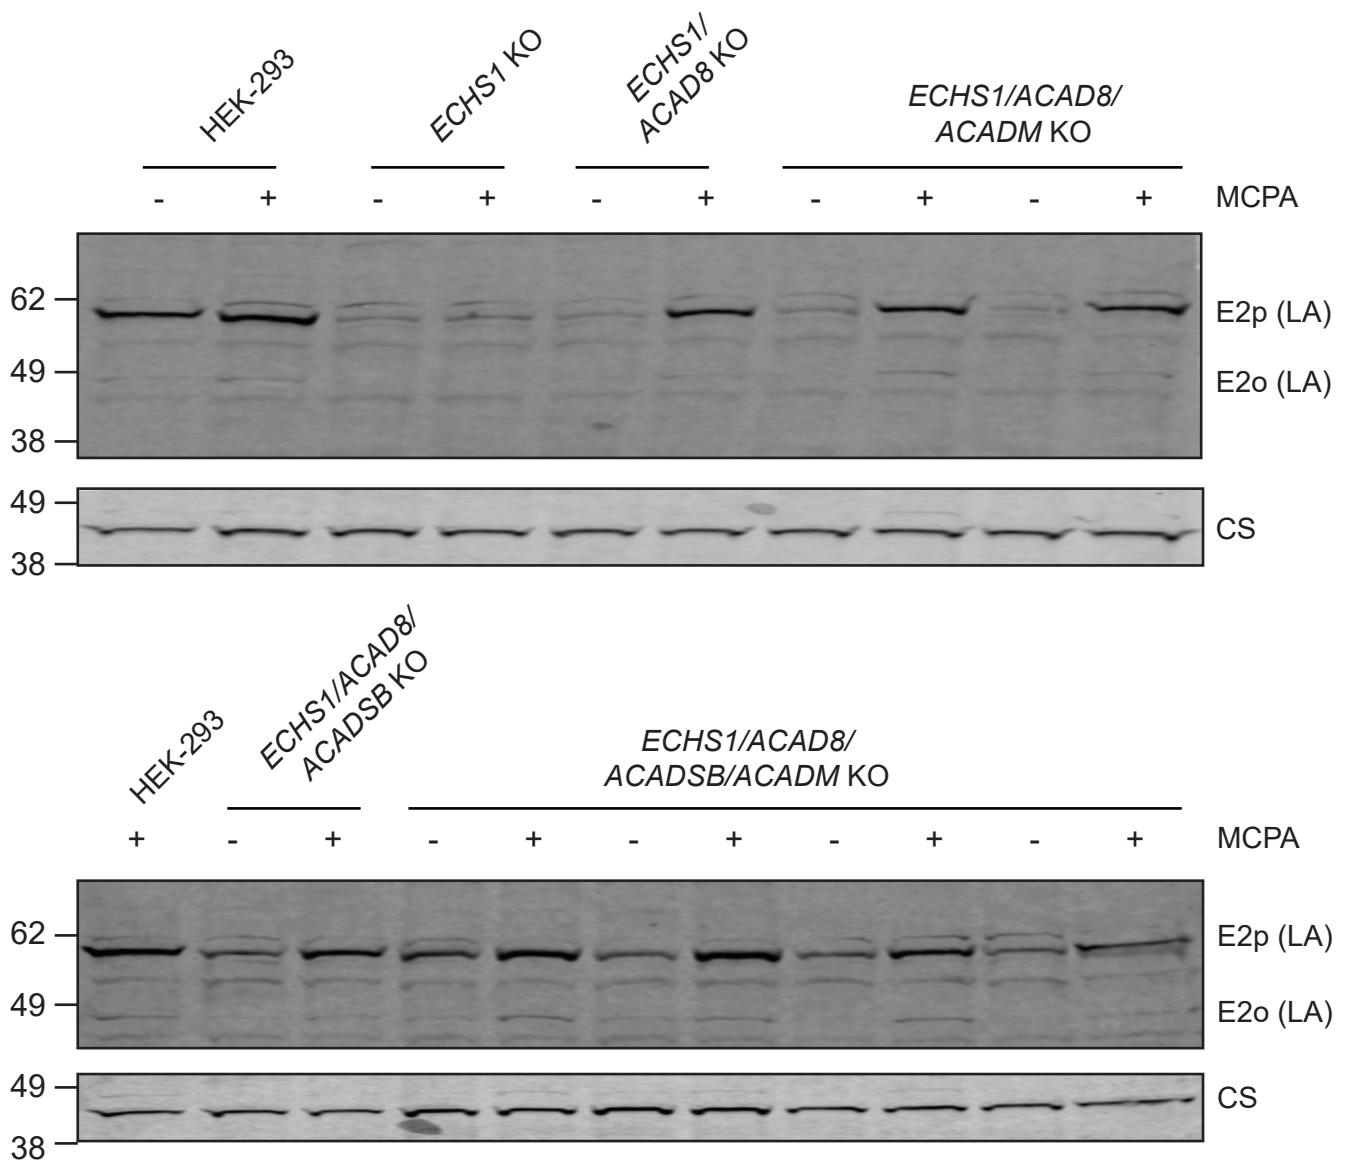 HEK-293
ECHS1 KO
ECHS1/
ACAD8 KO
ECHS1/ACAD8/
ACADM KO
- + - + - + - + - + MCPA
62
49
38
E2p (LA)
E2o (LA)
49
38
CS
HEK-293
ECHS1/ACAD8/
ACADSB KO
ECHS1/ACAD8/
ACADSB/ACADM KO
+ - + - + - + - + - + MCPA
62
49
E2p (LA)
E2o (LA)
49
38
CS